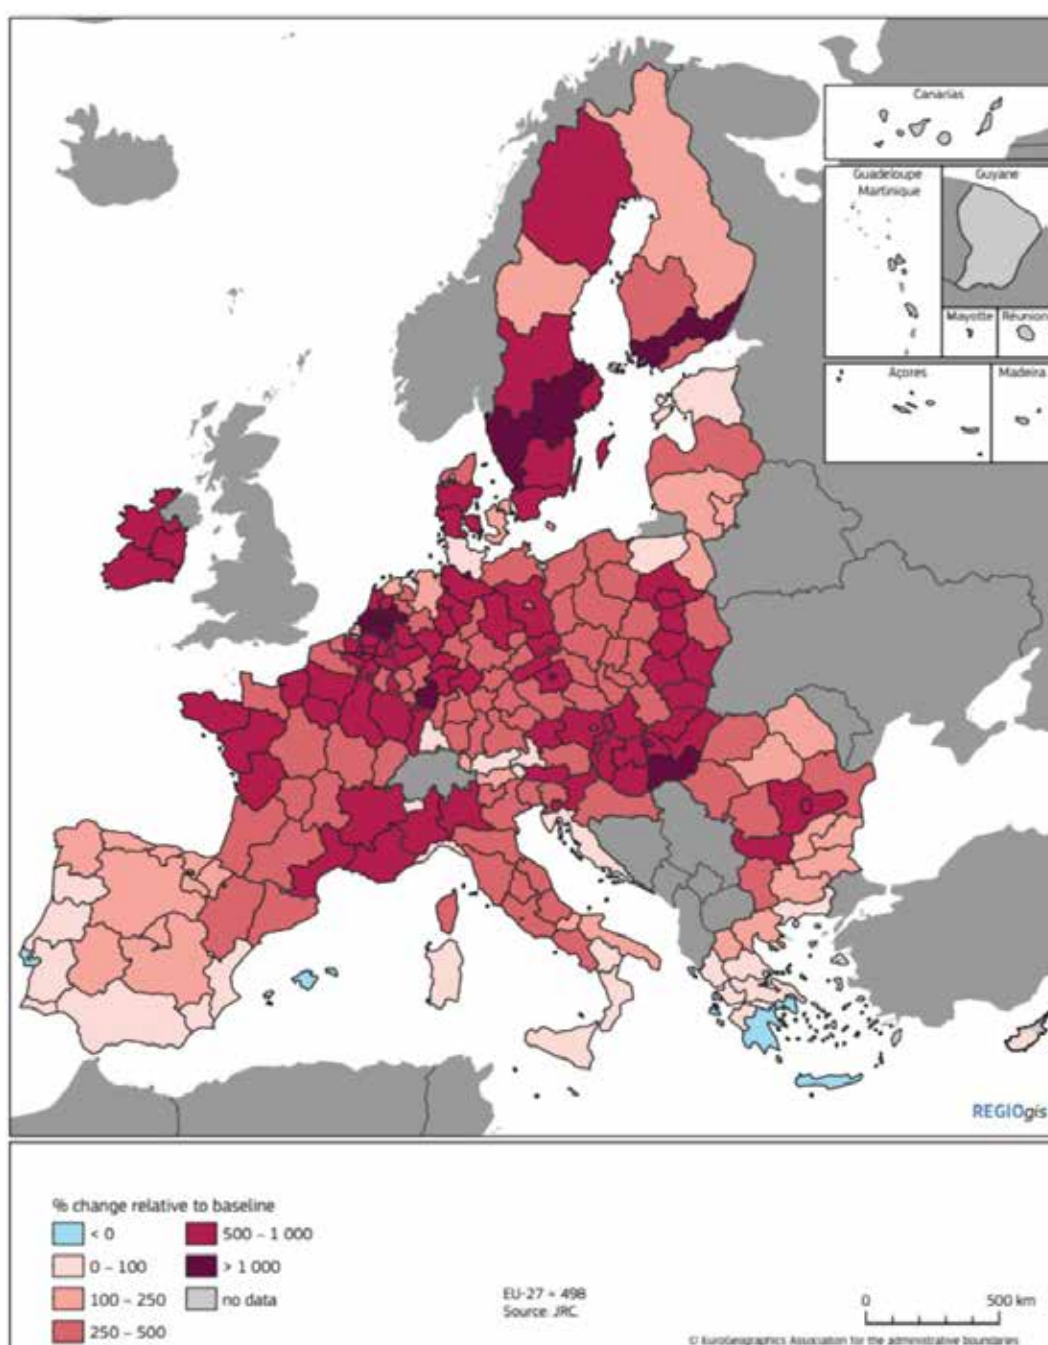 Canarias
Guadeloupe
Martinique
Guyane
Mayotte
Réunion
Açores
Madeira
REGIOgis
% change relative to baseline
< 0
0 – 100
100 – 250
250 – 500
500 – 1 000
> 1 000
no data
EU-27 = 498
Source: JRC.
0 500 km
© EuroGeographics Association for the administrative boundaries